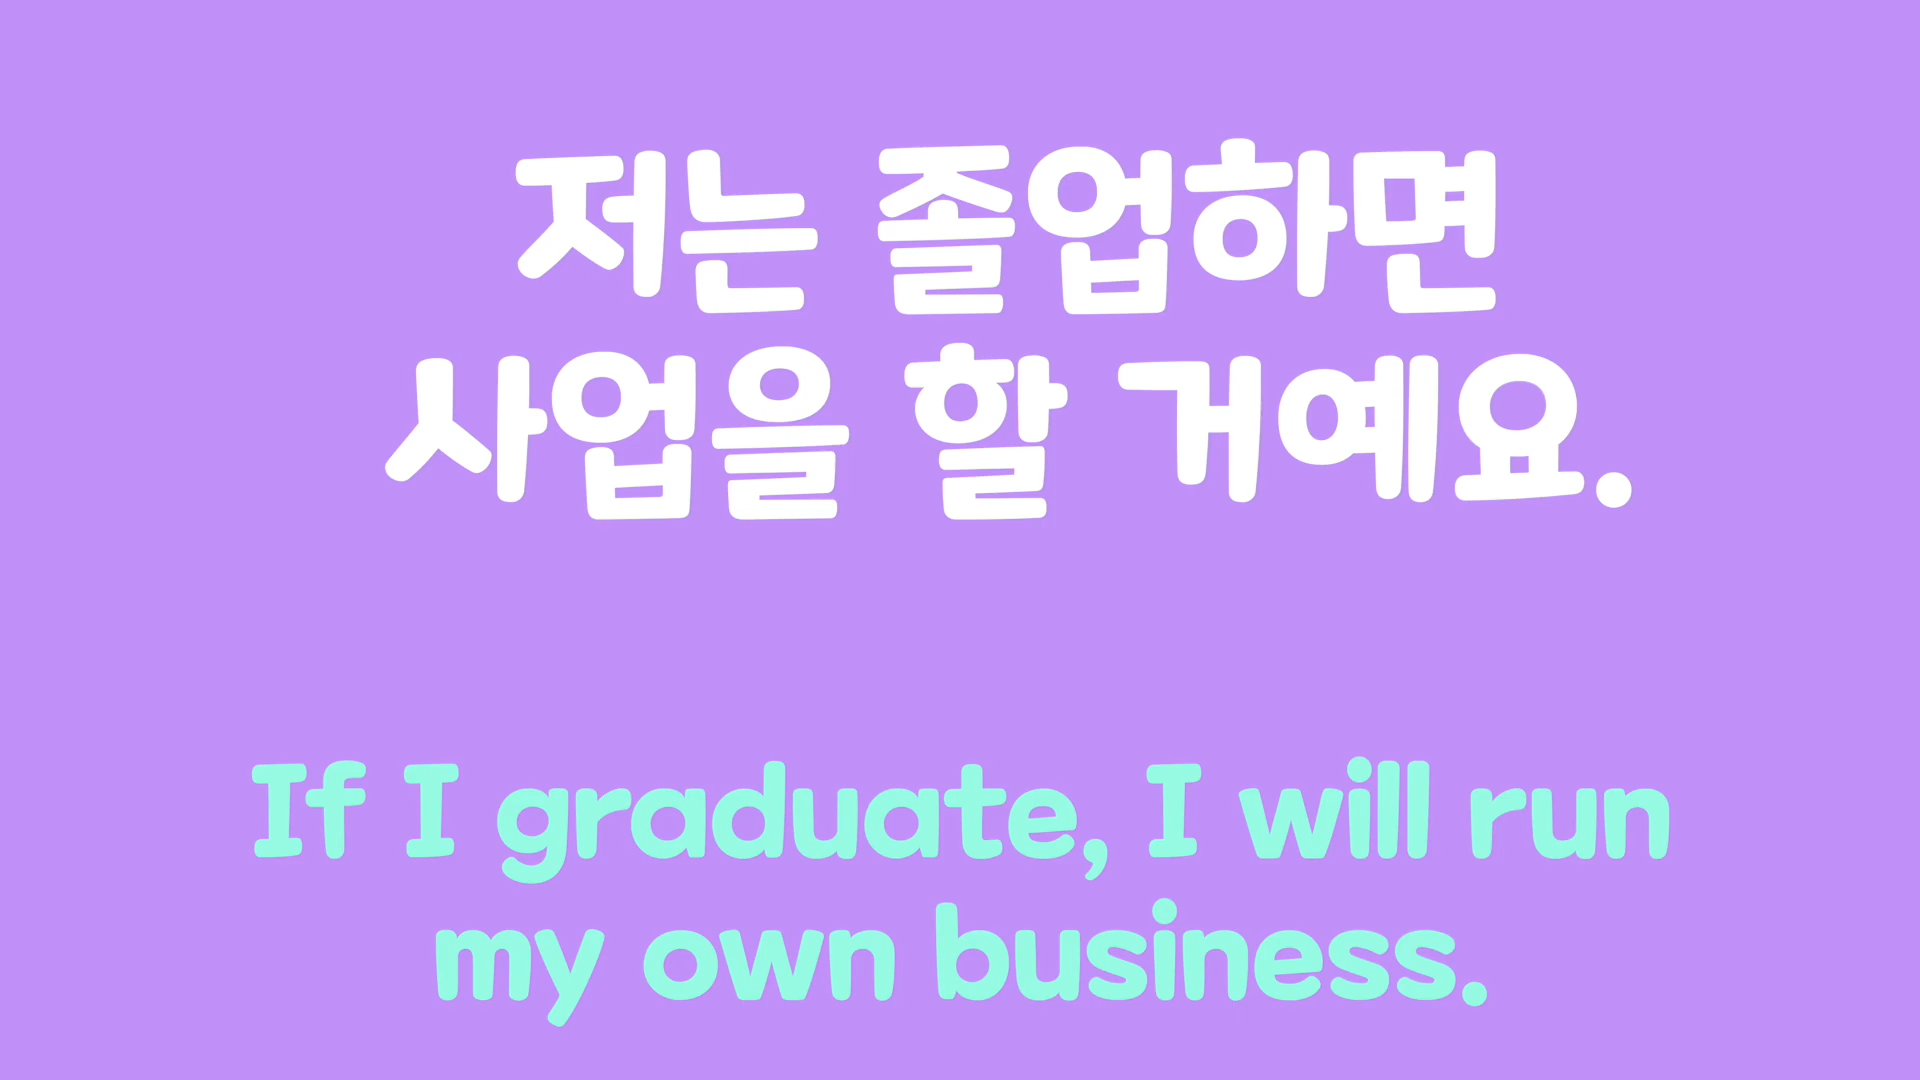 저는 졸업하면
사업을 할 거예요.
If I graduate, I will run
my own business.